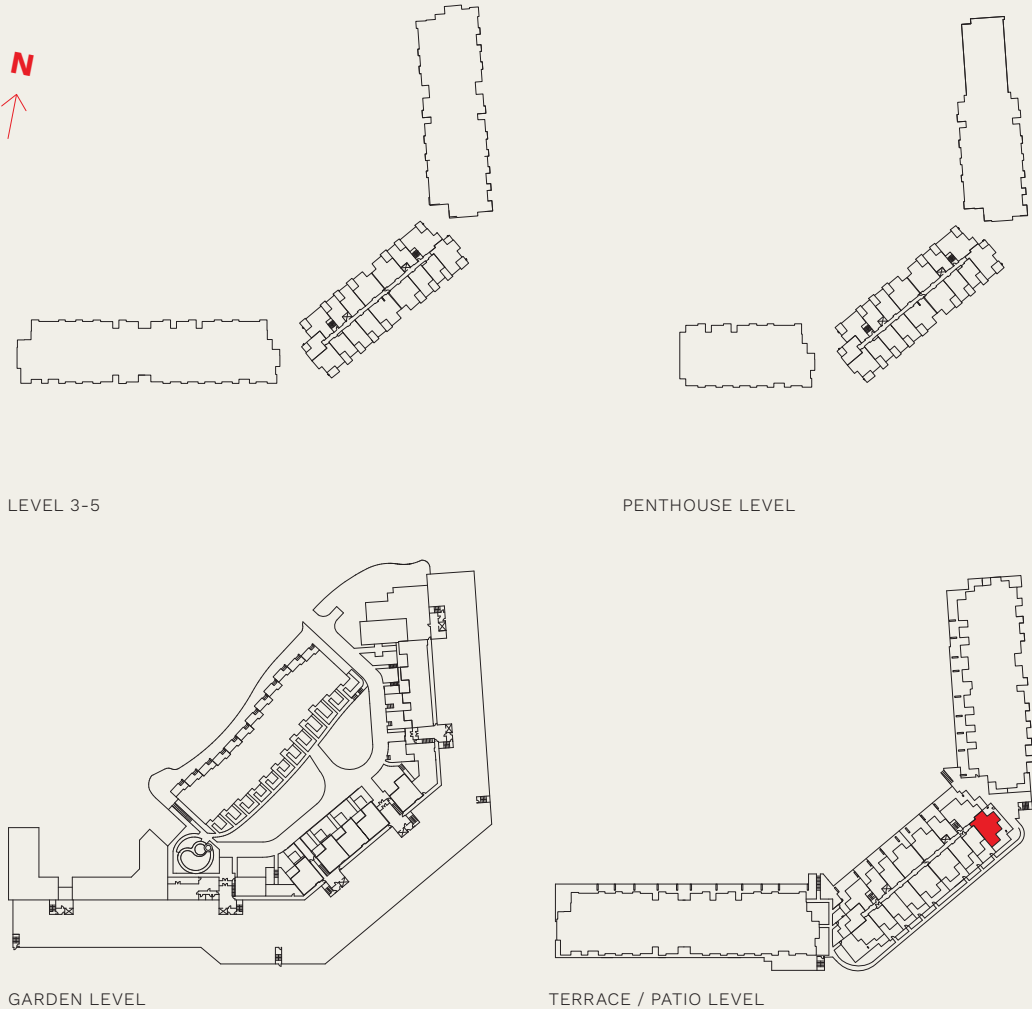 N
LEVEL 3-5
PENTHOUSE LEVEL
GARDEN LEVEL
TERRACE / PATIO LEVEL